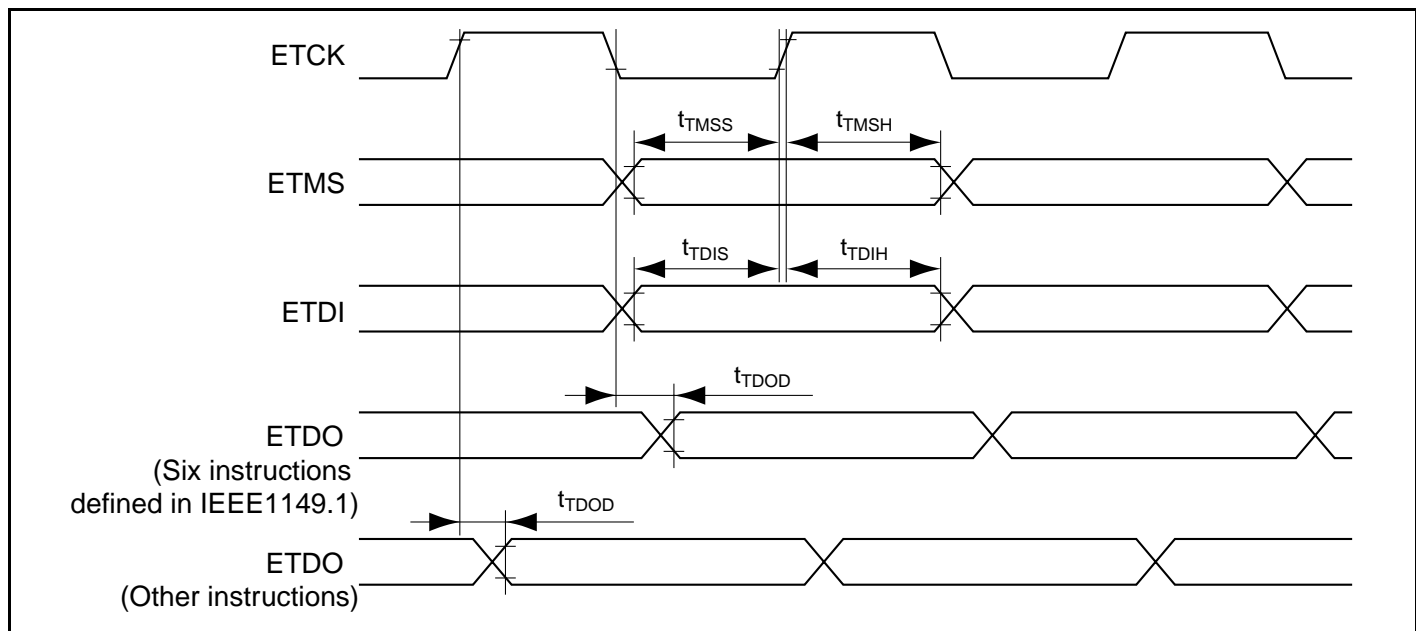 ETCK
tTMSS
tTMSH
ETMS
tTDIS
tTDIH
ETDI
tTDOD
ETDO
(Six instructions
defined in IEEE1149.1)
tTDOD
ETDO
(Other instructions)